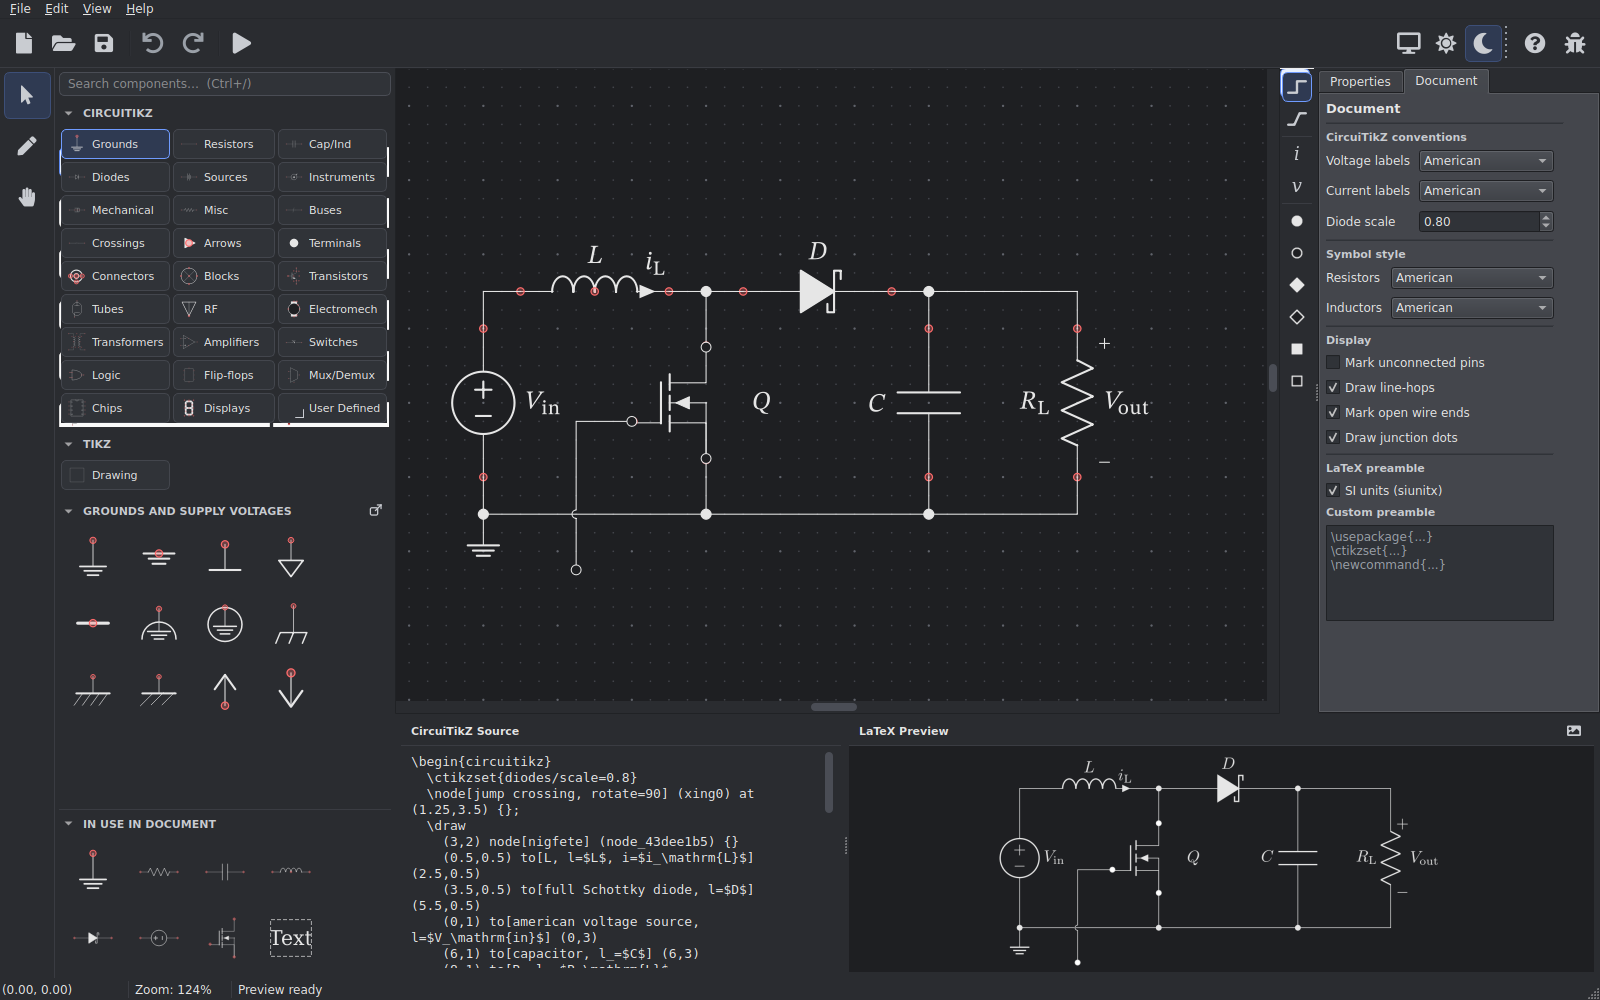 File Edit View Help
Search components... (Ctrl+/)
CIRCUITIKZ
Grounds Resistors Cap/Ind
Diodes Sources Instruments
Mechanical Misc Buses
Crossings Arrows Terminals
Connectors Blocks Transistors
Tubes RF Electromech
Transformers Amplifiers Switches
Logic Flip-flops Mux/Demux
Chips Displays User Defined
TIKZ
Drawing
GROUNDS AND SUPPLY VOLTAGES
IN USE IN DOCUMENT
Text
L iL D
+
Vin Q C RL Vout
−
i
v
Properties Document
Document
CircuiTikZ conventions
Voltage labels American
Current labels American
Diode scale 0.80
Symbol style
Resistors American
Inductors American
Display
Mark unconnected pins
Draw line-hops
Mark open wire ends
Draw junction dots
LaTeX preamble
SI units (siunitx)
Custom preamble
\usepackage{...}
\ctikzset{...}
\newcommand{...}
CircuiTikZ Source
\begin{circuitikz}
\ctikzset{diodes/scale=0.8}
\node[jump crossing, rotate=90] (xing0) at
(1.25,3.5) {};
\draw
(3,2) node[nigfete] (node_43dee1b5) {}
(0.5,0.5) to[L, l=$L$, i=$i_\mathrm{L}$]
(2.5,0.5)
(3.5,0.5) to[full Schottky diode, l=$D$]
(5.5,0.5)
(0,1) to[american voltage source,
l=$V_\mathrm{in}$] (0,3)
(6,1) to[capacitor, l_=$C$] (6,3)
LaTeX Preview
L iL D
+
Vin Q C RL Vout
−
(0.00, 0.00) Zoom: 124% Preview ready